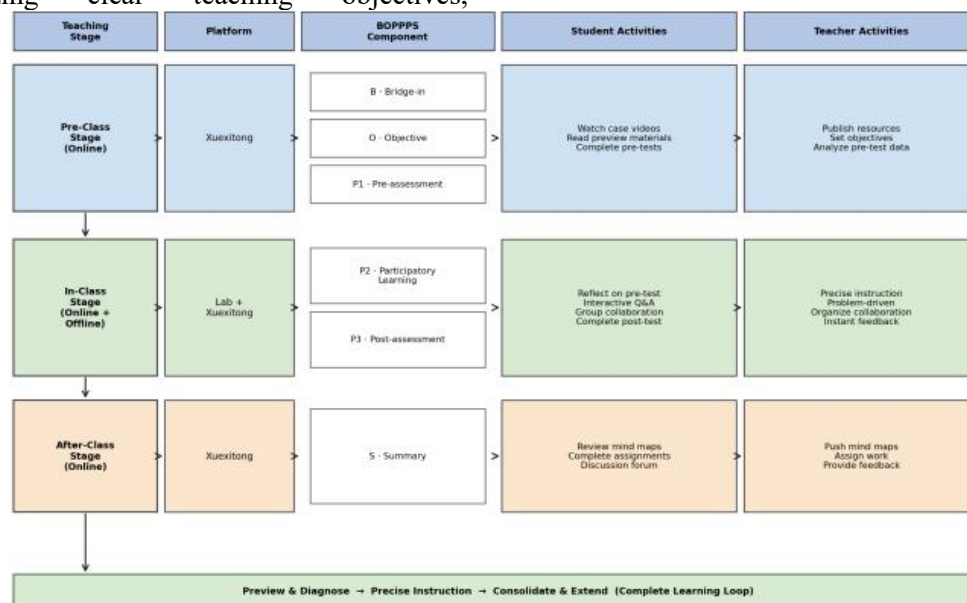 clear teaching objectives,
Teaching
Stage
Platform
BOPPPS
Component
Student Activities
Teacher Activities
Pre-Class
Stage
(Online)
Xuexitong
B · Bridge-in
O · Objective
P1 · Pre-assessment
Watch case videos
Read preview materials
Complete pre-tests
Publish resources
Set objectives
Analyze pre-test data
In-Class
Stage
(Online +
Offline)
Lab +
Xuexitong
P2 · Participatory
Learning
P3 · Post-assessment
Reflect on pre-test
Interactive Q&A
Group collaboration
Complete post-test
Precise instruction
Problem-driven
Organize collaboration
Instant feedback
After-Class
Stage
(Online)
Xuexitong
S · Summary
Review mind maps
Complete assignments
Discussion forum
Push mind maps
Assign work
Provide feedback
Preview & Diagnose → Precise Instruction → Consolidate & Extend (Complete Learning Loop)